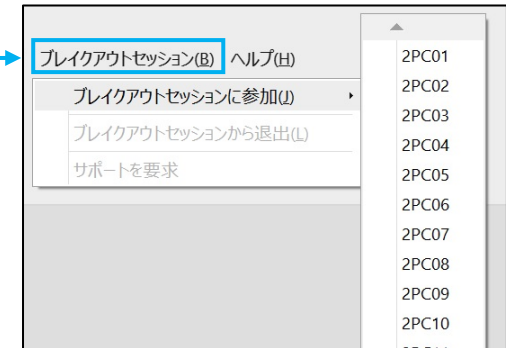 ブレイクアウトセッション(B) ヘルプ(H)
ブレイクアウトセッションに参加(J)
ブレイクアウトセッションから退出(L)
サポートを要求
2PC01
2PC02
2PC03
2PC04
2PC05
2PC06
2PC07
2PC08
2PC09
2PC10